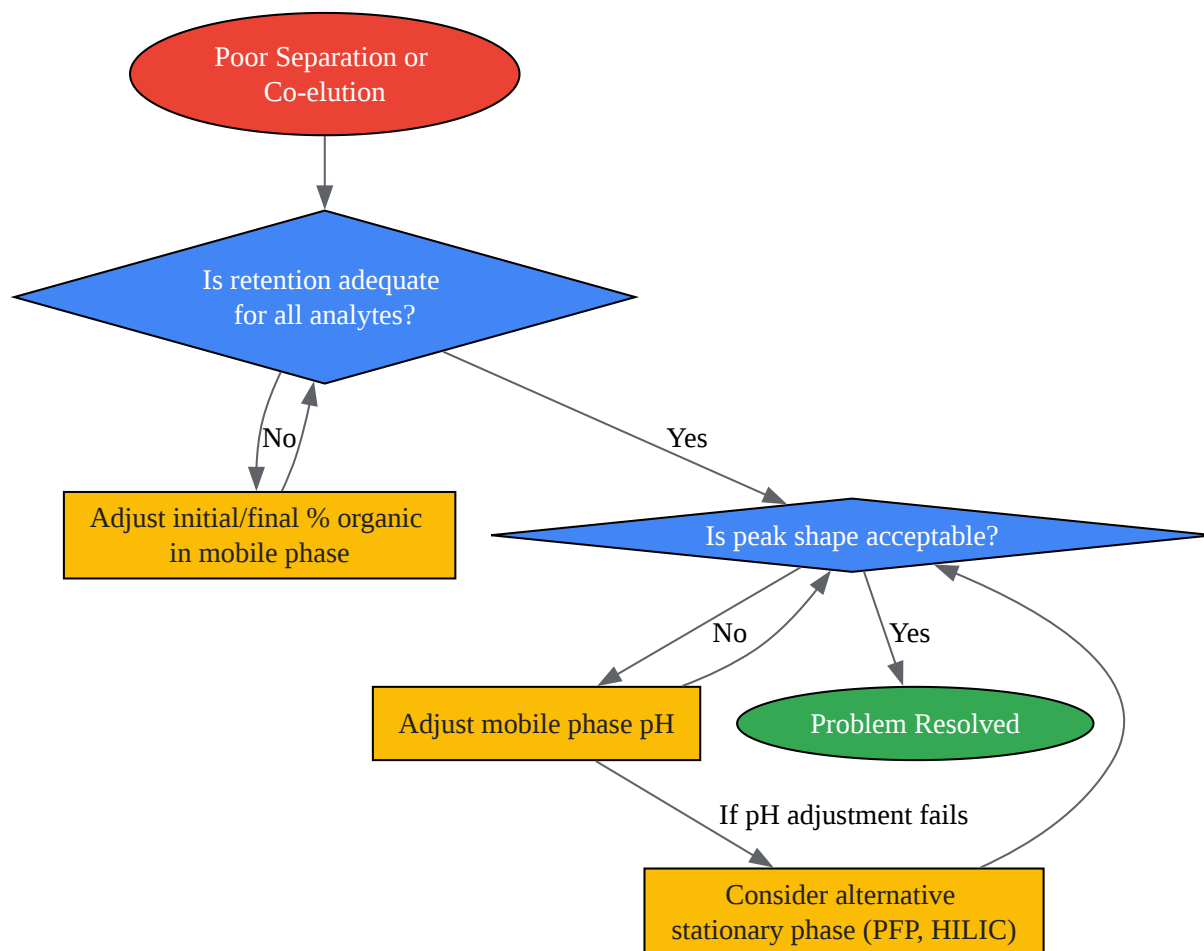 Poor Separation or
Co-elution
Is retention adequate
for all analytes?
No
Yes
Adjust initial/final % organic
in mobile phase
Is peak shape acceptable?
No
Yes
Adjust mobile phase pH
Problem Resolved
If pH adjustment fails
Consider alternative
stationary phase (PFP, HILIC)